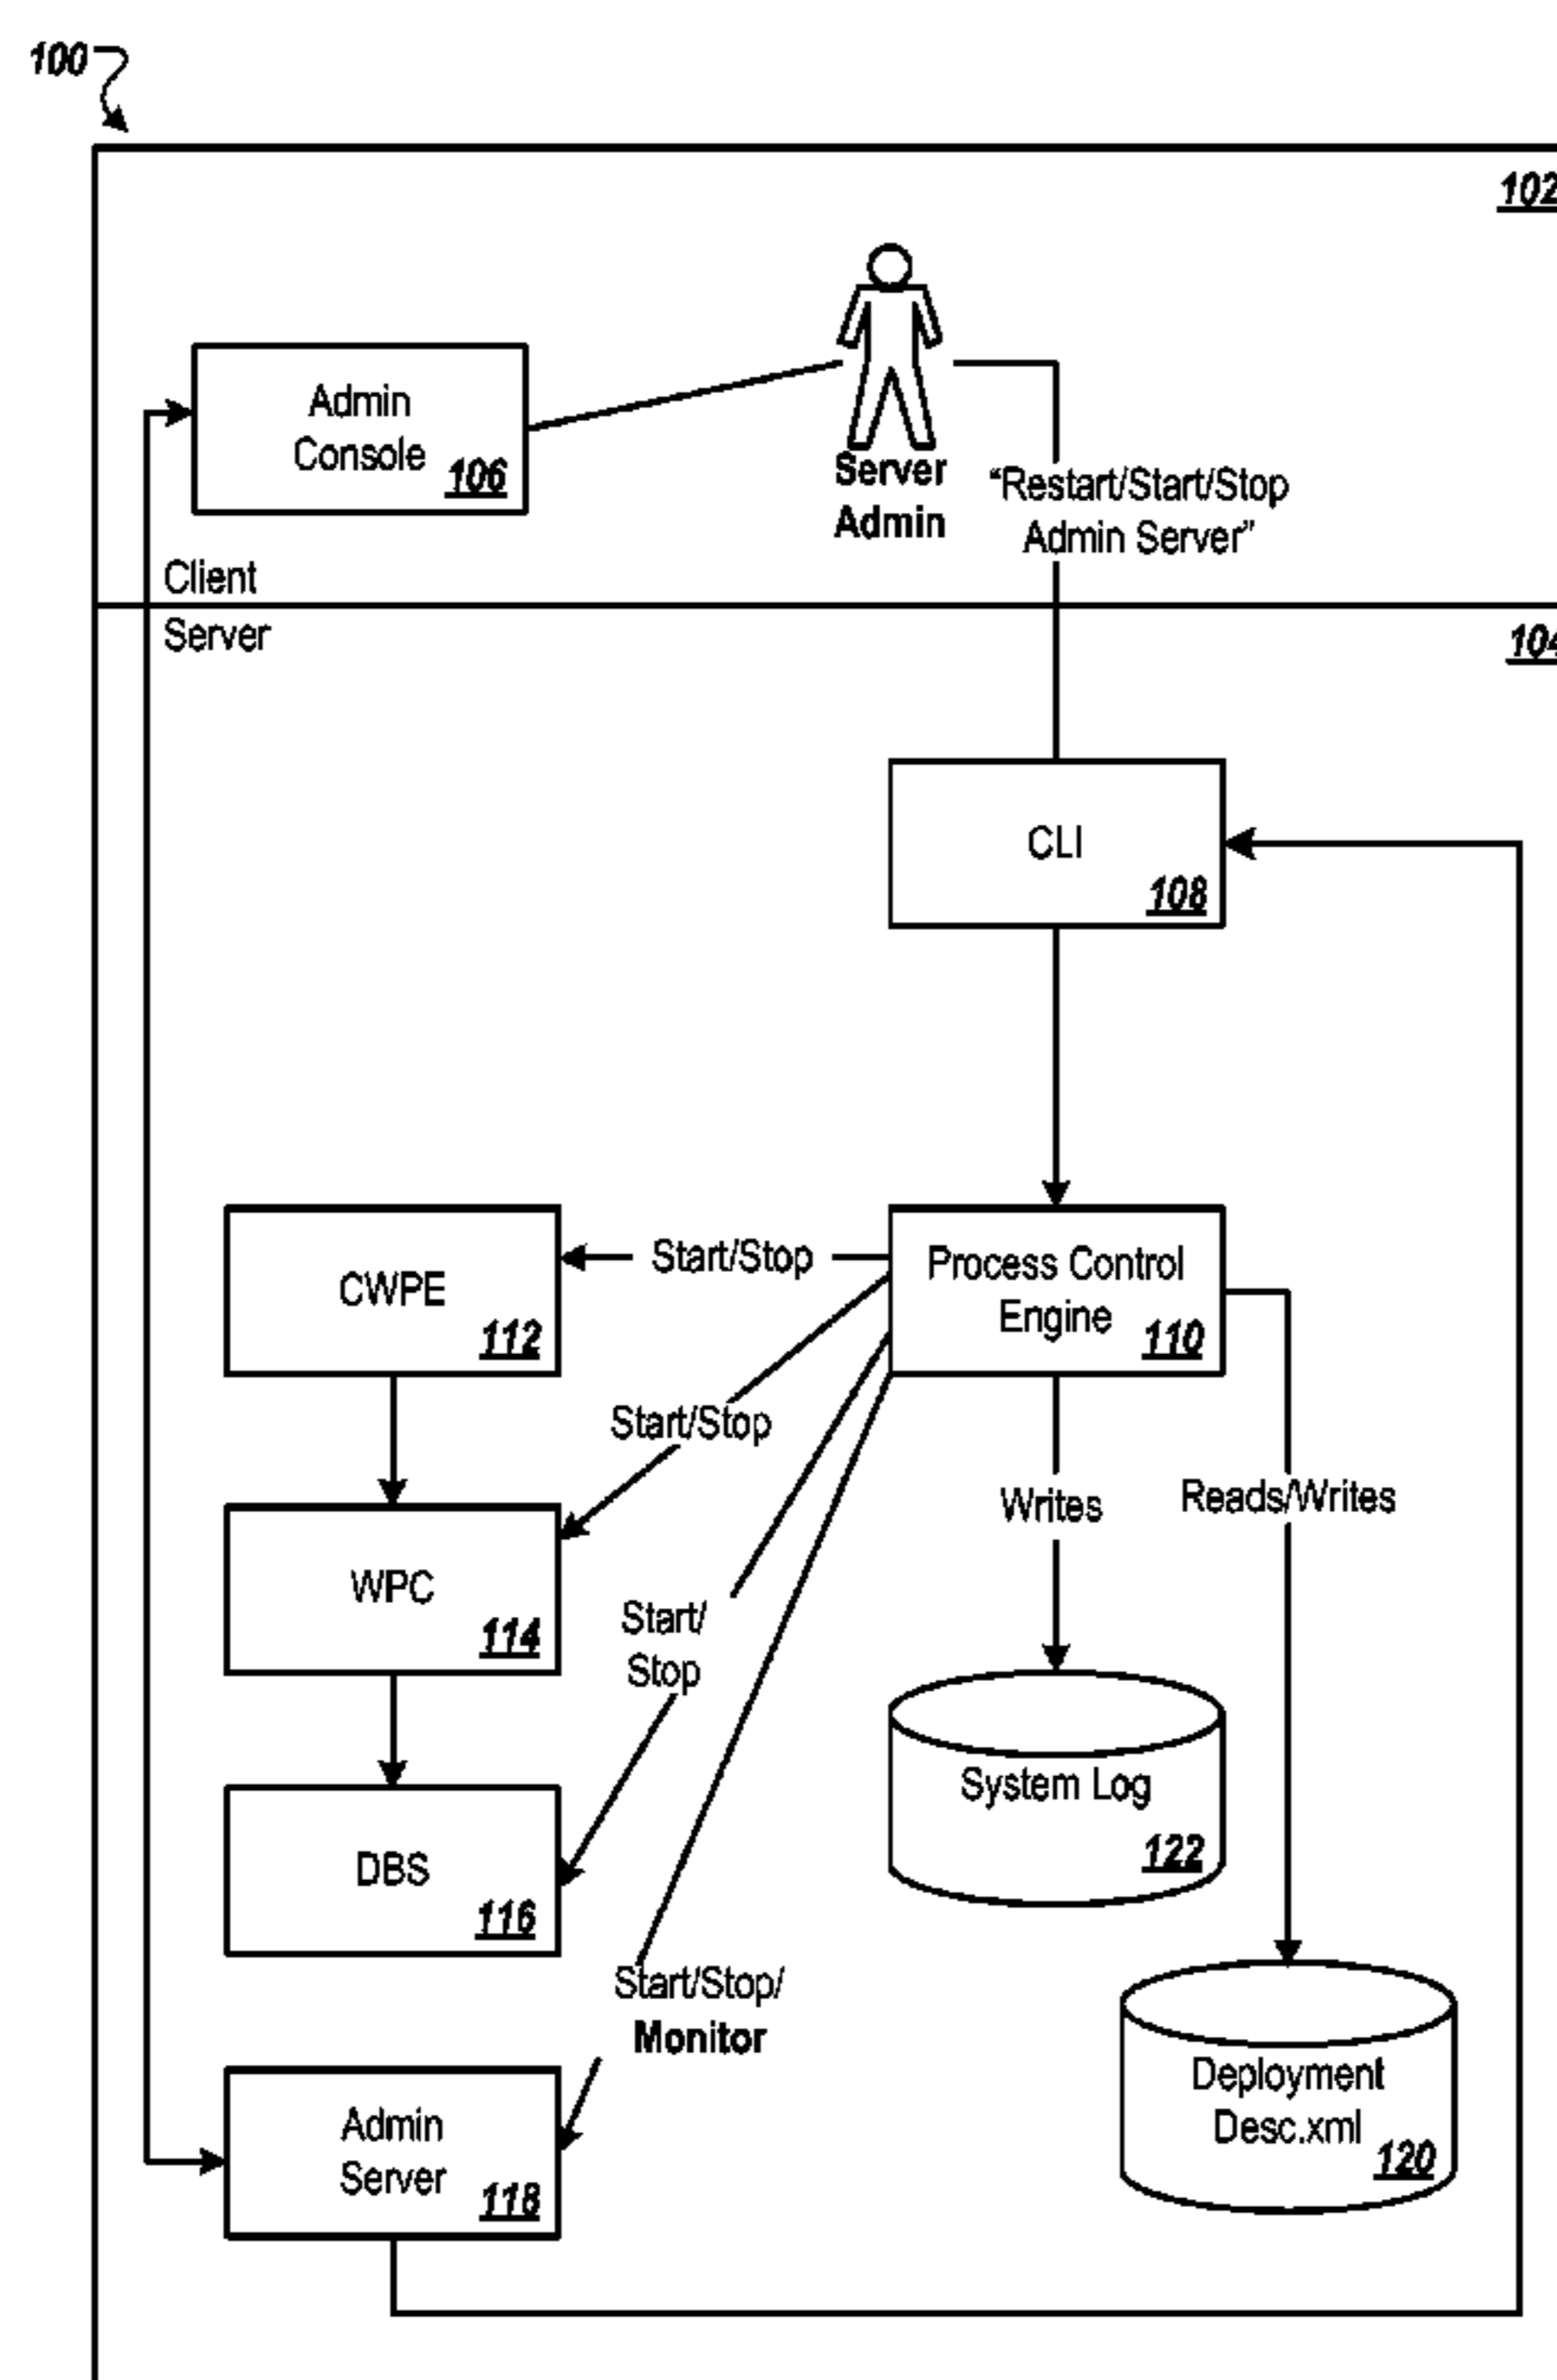 100
102
Admin
Console
106
Server
Admin
“Restart/Start/Stop
Admin Server”
Client
Server
104
CLI
108
CWPE
112
Start/Stop
Process Control
Engine
110
Start/Stop
WPC
114
Start/
Stop
Writes
Reads/Writes
DBS
116
System Log
122
Start/Stop/
Monitor
Admin
Server
118
Deployment
Desc.xml
120